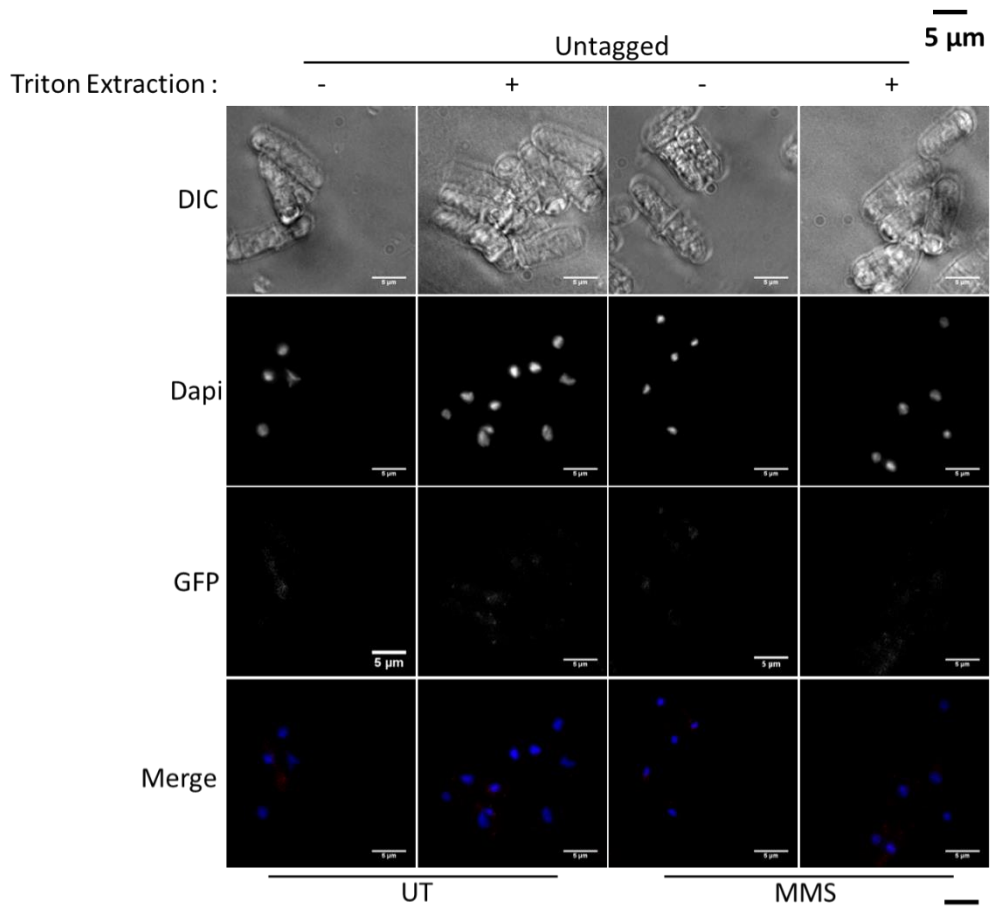 5 µm
Untagged
Triton Extraction : - + - +
DIC
5 µm 5 µm 5 µm 5 µm
Dapi
5 µm 5 µm 5 µm 5 µm
GFP
5 µm 5 µm 5 µm 5 µm
Merge
5 µm 5 µm 5 µm 5 µm
UT MMS